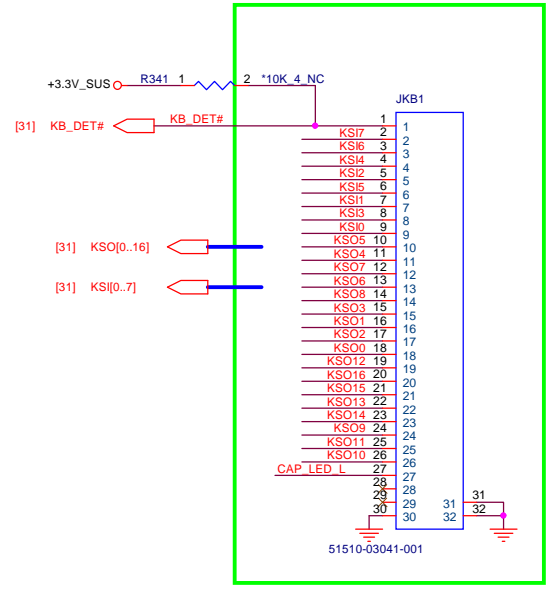 +3.3V_SUS R341 1 2 *10K_4_NC
JKB1
[31] KB_DET# KB_DET# 1 1
KSI7 2 2
KSI6 3 3
KSI4 4 4
KSI2 5 5
KSI5 6 6
KSI1 7 7
KSI3 8 8
KSI0 9 9
[31] KSO[0..16] KSO5 10 10
KSO4 11 11
KSO7 12 12
[31] KSI[0..7] KSO6 13 13
KSO8 14 14
KSO3 15 15
KSO1 16 16
KSO2 17 17
KSO0 18 18
KSO12 19 19
KSO16 20 20
KSO15 21 21
KSO13 22 22
KSO14 23 23
KSO9 24 24
KSO11 25 25
KSO10 26 26
CAP_LED_L 27 27
28 28
29 29 31 31
30 30 32 32
51510-03041-001